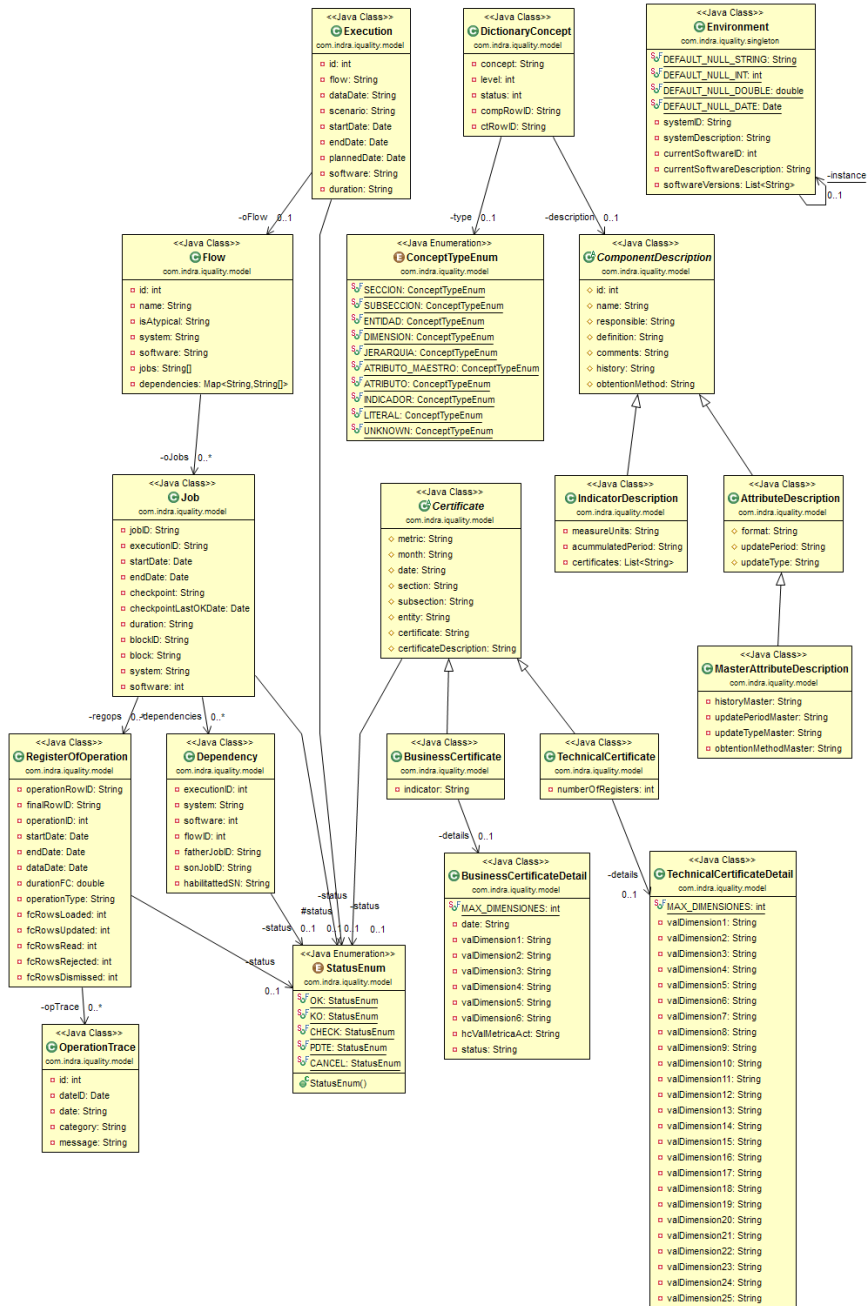 <<Java Class>>
Execution
com.indra.iquality.model
id: int
flow: String
dataDate: String
scenario: String
startDate: Date
endDate: Date
plannedDate: Date
software: String
duration: String
<<Java Class>>
DictionaryConcept
com.indra.iquality.model
concept: String
level: int
status: int
compRowID: String
ctRowID: String
<<Java Class>>
Environment
com.indra.iquality.singleton
DEFAULT_NULL_STRING: String
DEFAULT_NULL_INT: int
DEFAULT_NULL_DOUBLE: double
DEFAULT_NULL_DATE: Date
systemID: String
systemDescription: String
currentSoftwareID: int
currentSoftwareDescription: String
softwareVersions: List<String>
-instance
0..1
-oFlow 0..1
-type 0..1
-description 0..1
<<Java Class>>
Flow
com.indra.iquality.model
id: int
name: String
isAtypical: String
system: String
software: String
jobs: String[]
dependencies: Map<String,String[]>
<<Java Enumeration>>
ConceptTypeEnum
com.indra.iquality.model
SECCION: ConceptTypeEnum
SUBSECCION: ConceptTypeEnum
ENTIDAD: ConceptTypeEnum
DIMENSION: ConceptTypeEnum
JERARQUIA: ConceptTypeEnum
ATRIBUTO_MAESTRO: ConceptTypeEnum
ATRIBUTO: ConceptTypeEnum
INDICADOR: ConceptTypeEnum
LITERAL: ConceptTypeEnum
UNKNOWN: ConceptTypeEnum
<<Java Class>>
ComponentDescription
com.indra.iquality.model
id: int
name: String
responsible: String
definition: String
comments: String
history: String
obtentionMethod: String
-oJobs 0..*
<<Java Class>>
Job
com.indra.iquality.model
jobID: String
executionID: String
startDate: Date
endDate: Date
checkpoint: String
checkpointLastOKDate: Date
duration: String
blockID: String
block: String
system: String
software: int
<<Java Class>>
Certificate
com.indra.iquality.model
metric: String
month: String
date: String
section: String
subsection: String
entity: String
certificate: String
certificateDescription: String
<<Java Class>>
IndicatorDescription
com.indra.iquality.model
measureUnits: String
acummulatedPeriod: String
certificates: List<String>
<<Java Class>>
AttributeDescription
com.indra.iquality.model
format: String
updatePeriod: String
updateType: String
<<Java Class>>
MasterAttributeDescription
com.indra.iquality.model
historyMaster: String
updatePeriodMaster: String
updateTypeMaster: String
obtentionMethodMaster: String
-regops 0..* -dependencies 0..*
<<Java Class>>
RegisterOfOperation
com.indra.iquality.model
operationRowID: String
finalRowID: String
operationID: int
startDate: Date
endDate: Date
dataDate: Date
durationFC: double
operationType: String
fcRowsLoaded: int
fcRowsUpdated: int
fcRowsRead: int
fcRowsRejected: int
fcRowsDismissed: int
<<Java Class>>
Dependency
com.indra.iquality.model
executionID: int
system: String
software: int
flowID: int
fatherJobID: String
sonJobID: String
habilittatedSN: String
<<Java Class>>
BusinessCertificate
com.indra.iquality.model
indicator: String
<<Java Class>>
TechnicalCertificate
com.indra.iquality.model
numberOfRegisters: int
-details 0..1
-details
0..1
-status
-status
#status
-status 0..1 0..1 0..1 0..1
-status
0..1
<<Java Enumeration>>
StatusEnum
com.indra.iquality.model
OK: StatusEnum
KO: StatusEnum
CHECK: StatusEnum
PDTE: StatusEnum
CANCEL: StatusEnum
StatusEnum()
<<Java Class>>
BusinessCertificateDetail
com.indra.iquality.model
MAX_DIMENSIONES: int
date: String
valDimension1: String
valDimension2: String
valDimension3: String
valDimension4: String
valDimension5: String
valDimension6: String
hcValMetricaAct: String
status: String
<<Java Class>>
TechnicalCertificateDetail
com.indra.iquality.model
MAX_DIMENSIONES: int
valDimension1: String
valDimension2: String
valDimension3: String
valDimension4: String
valDimension5: String
valDimension6: String
valDimension7: String
valDimension8: String
valDimension9: String
valDimension10: String
valDimension11: String
valDimension12: String
valDimension13: String
valDimension14: String
valDimension15: String
valDimension16: String
valDimension17: String
valDimension18: String
valDimension19: String
valDimension20: String
valDimension21: String
valDimension22: String
valDimension23: String
valDimension24: String
valDimension25: String
-opTrace 0..*
<<Java Class>>
OperationTrace
com.indra.iquality.model
id: int
dateID: Date
date: String
category: String
message: String